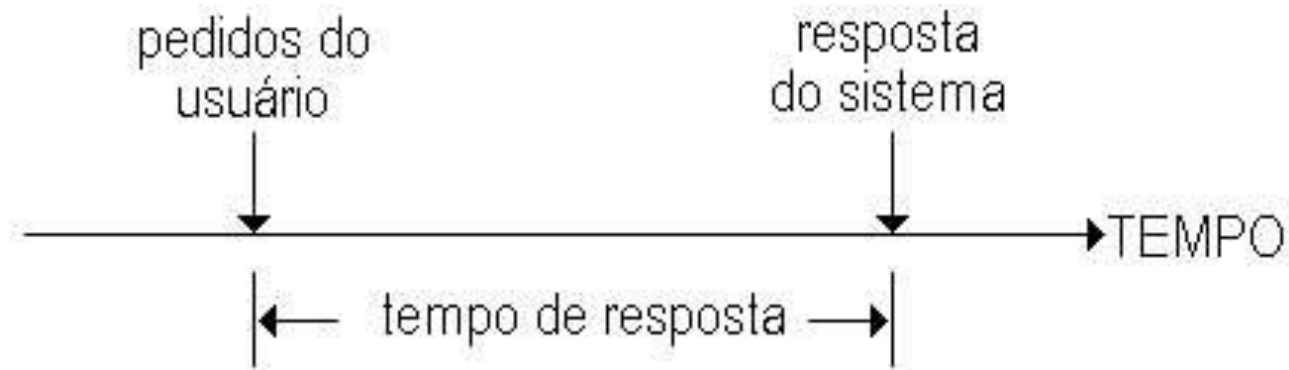 pedidos do
usuário
resposta
do sistema
TEMPO
tempo de resposta